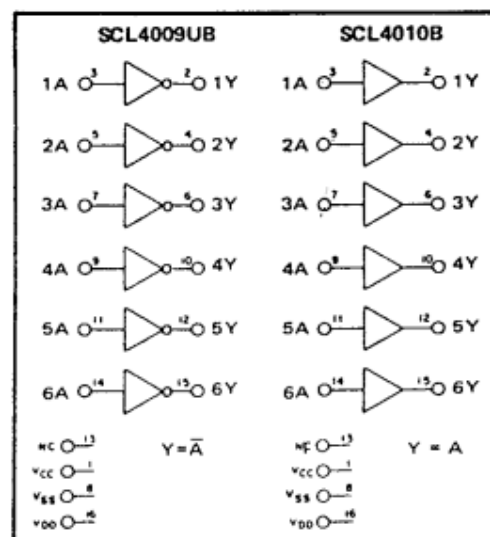 SCL4009UB SCL4010B
1A 3 2 1Y 1A 3 2 1Y
2A 5 4 2Y 2A 5 4 2Y
3A 7 6 3Y 3A 7 6 3Y
4A 9 10 4Y 4A 9 10 4Y
5A 11 12 5Y 5A 11 12 5Y
6A 14 15 6Y 6A 14 15 6Y
NC 13 Y = A̅ 13 Y = A
VCC 1 VCC 1
VSS 8 VSS 8
VDD 16 VDD 16